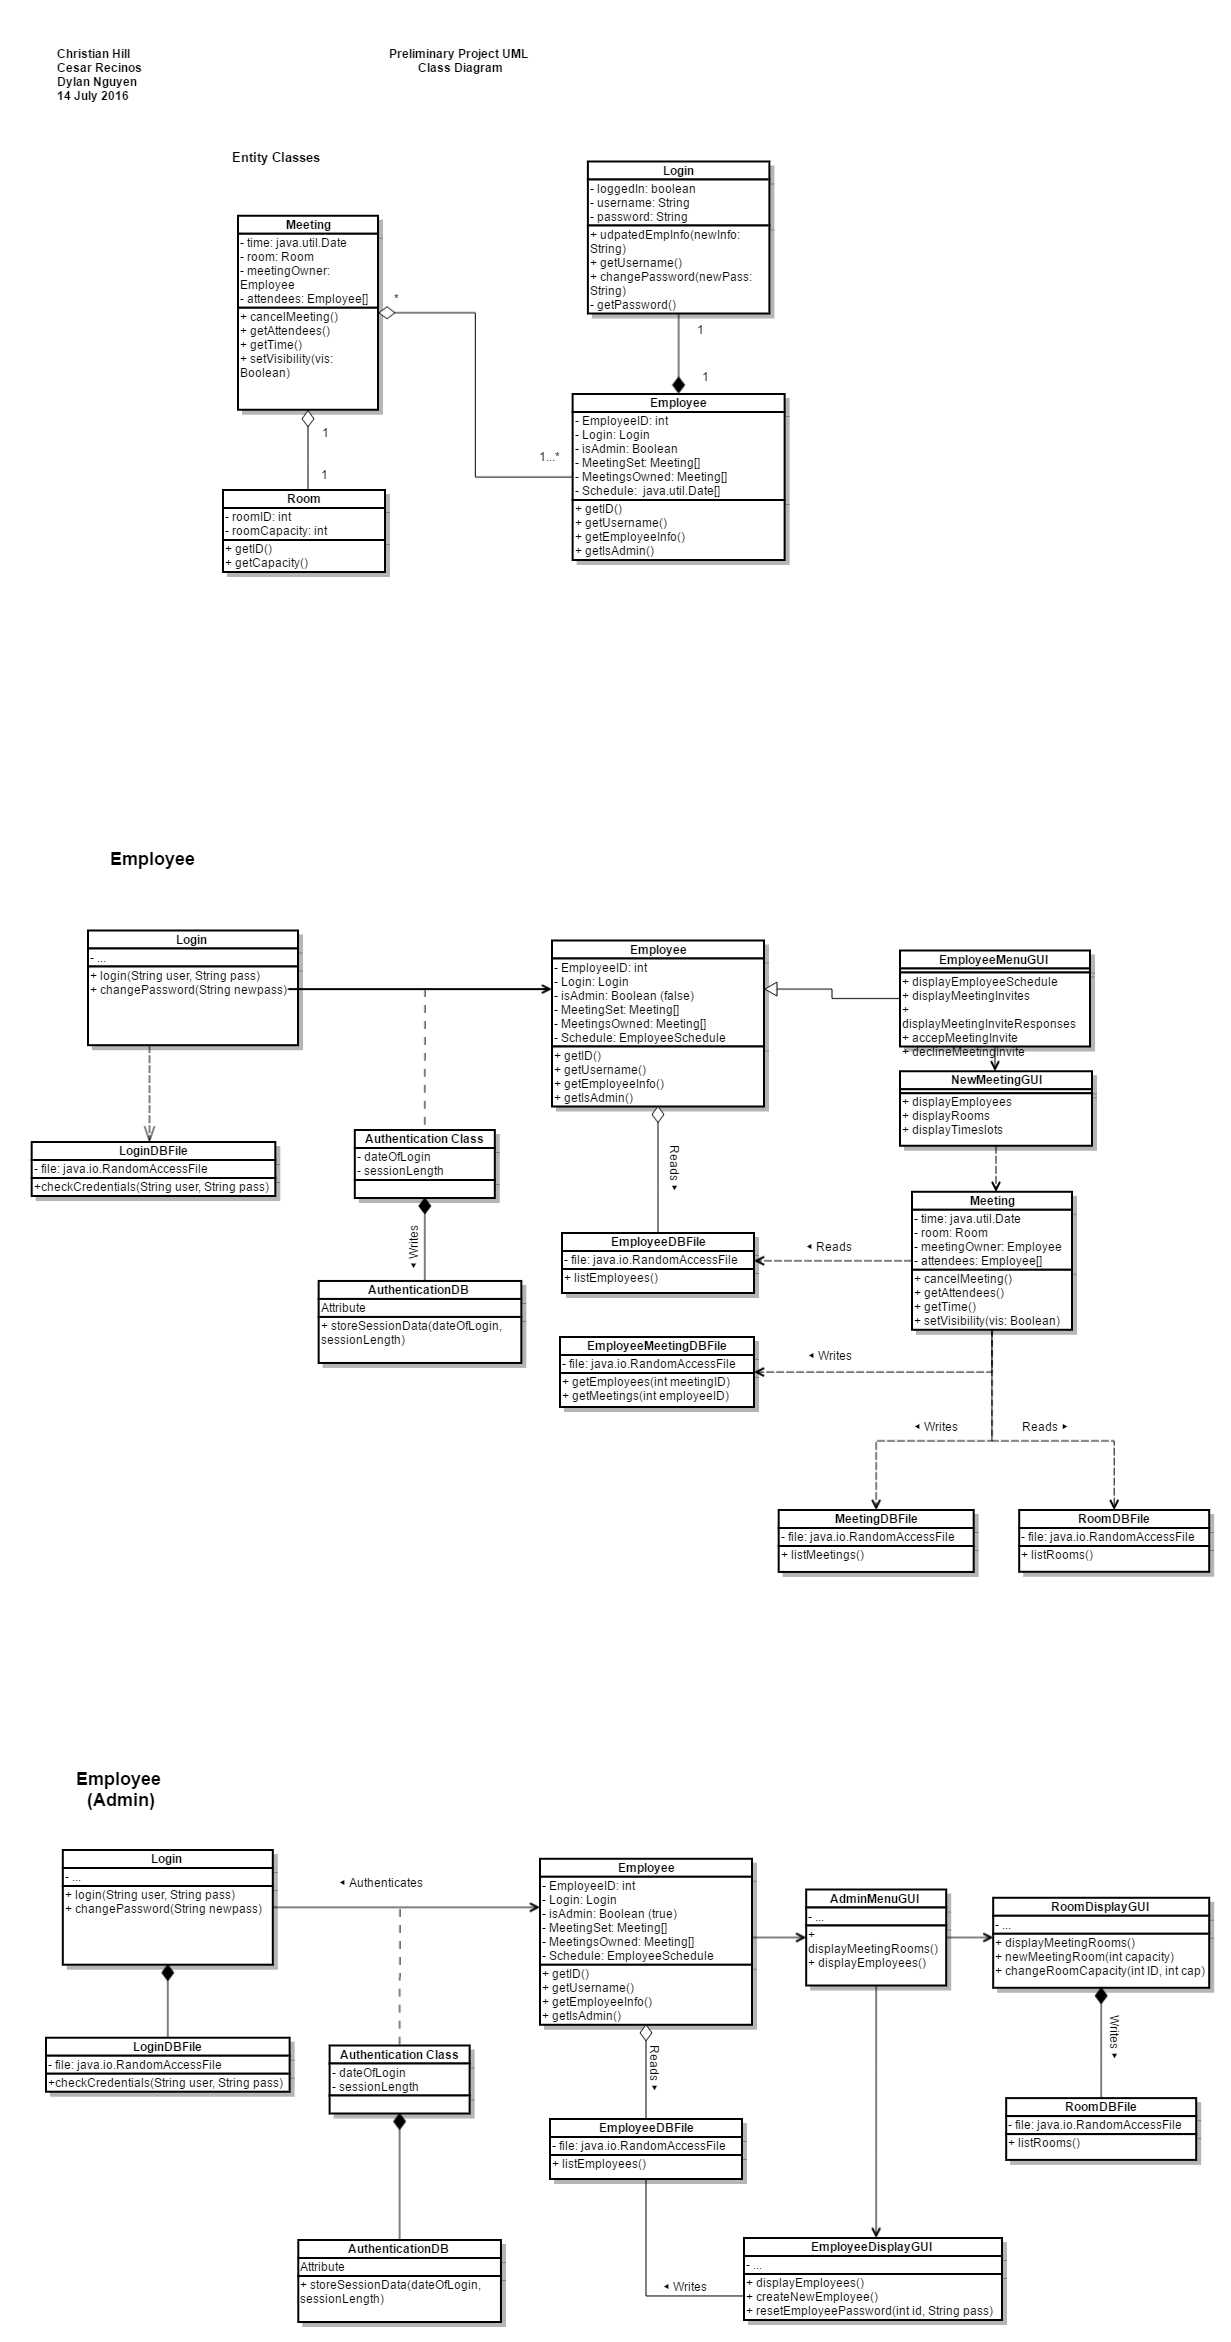 Christian Hill
Cesar Recinos
Dylan Nguyen
14 July 2016
Preliminary Project UML
Class Diagram
Entity Classes
Meeting
- time: java.util.Date
- room: Room
- meetingOwner:
Employee
- attendees: Employee[]
+ cancelMeeting()
+ getAttendees()
+ getTime()
+ setVisibility(vis:
Boolean)
Login
- loggedIn: boolean
- username: String
- password: String
+ udpatedEmpInfo(newInfo:
String)
+ getUsername()
+ changePassword(newPass:
String)
- getPassword()
*
1
1
1...*
1
1
Employee
- EmployeeID: int
- Login: Login
- isAdmin: Boolean
- MeetingSet: Meeting[]
- MeetingsOwned: Meeting[]
- Schedule: java.util.Date[]
+ getID()
+ getUsername()
+ getEmployeeInfo()
+ getIsAdmin()
Room
- roomID: int
- roomCapacity: int
+ getID()
+ getCapacity()
Employee
Login
- ...
+ login(String user, String pass)
+ changePassword(String newpass)
Employee
- EmployeeID: int
- Login: Login
- isAdmin: Boolean (false)
- MeetingSet: Meeting[]
- MeetingsOwned: Meeting[]
- Schedule: EmployeeSchedule
+ getID()
+ getUsername()
+ getEmployeeInfo()
+ getIsAdmin()
EmployeeMenuGUI
+ displayEmployeeSchedule
+ displayMeetingInvites
+
displayMeetingInviteResponses
+ accepMeetingInvite
+ declineMeetingInvite
NewMeetingGUI
+ displayEmployees
+ displayRooms
+ displayTimeslots
LoginDBFile
- file: java.io.RandomAccessFile
+checkCredentials(String user, String pass)
Authentication Class
- dateOfLogin
- sessionLength
Writes
AuthenticationDB
Attribute
+ storeSessionData(dateOfLogin,
sessionLength)
Reads
EmployeeDBFile
- file: java.io.RandomAccessFile
+ listEmployees()
Reads
Meeting
- time: java.util.Date
- room: Room
- meetingOwner: Employee
- attendees: Employee[]
+ cancelMeeting()
+ getAttendees()
+ getTime()
+ setVisibility(vis: Boolean)
EmployeeMeetingDBFile
- file: java.io.RandomAccessFile
+ getEmployees(int meetingID)
+ getMeetings(int employeeID)
Writes
Writes
Reads
MeetingDBFile
- file: java.io.RandomAccessFile
+ listMeetings()
RoomDBFile
- file: java.io.RandomAccessFile
+ listRooms()
Employee
(Admin)
Login
- ...
+ login(String user, String pass)
+ changePassword(String newpass)
Authenticates
Employee
- EmployeeID: int
- Login: Login
- isAdmin: Boolean (true)
- MeetingSet: Meeting[]
- MeetingsOwned: Meeting[]
- Schedule: EmployeeSchedule
+ getID()
+ getUsername()
+ getEmployeeInfo()
+ getIsAdmin()
AdminMenuGUI
- ...
+
displayMeetingRooms()
+ displayEmployees()
RoomDisplayGUI
- ...
+ displayMeetingRooms()
+ newMeetingRoom(int capacity)
+ changeRoomCapacity(int ID, int cap)
LoginDBFile
- file: java.io.RandomAccessFile
+checkCredentials(String user, String pass)
Authentication Class
- dateOfLogin
- sessionLength
Reads
Writes
EmployeeDBFile
- file: java.io.RandomAccessFile
+ listEmployees()
RoomDBFile
- file: java.io.RandomAccessFile
+ listRooms()
AuthenticationDB
Attribute
+ storeSessionData(dateOfLogin,
sessionLength)
Writes
EmployeeDisplayGUI
- ...
+ displayEmployees()
+ createNewEmployee()
+ resetEmployeePassword(int id, String pass)